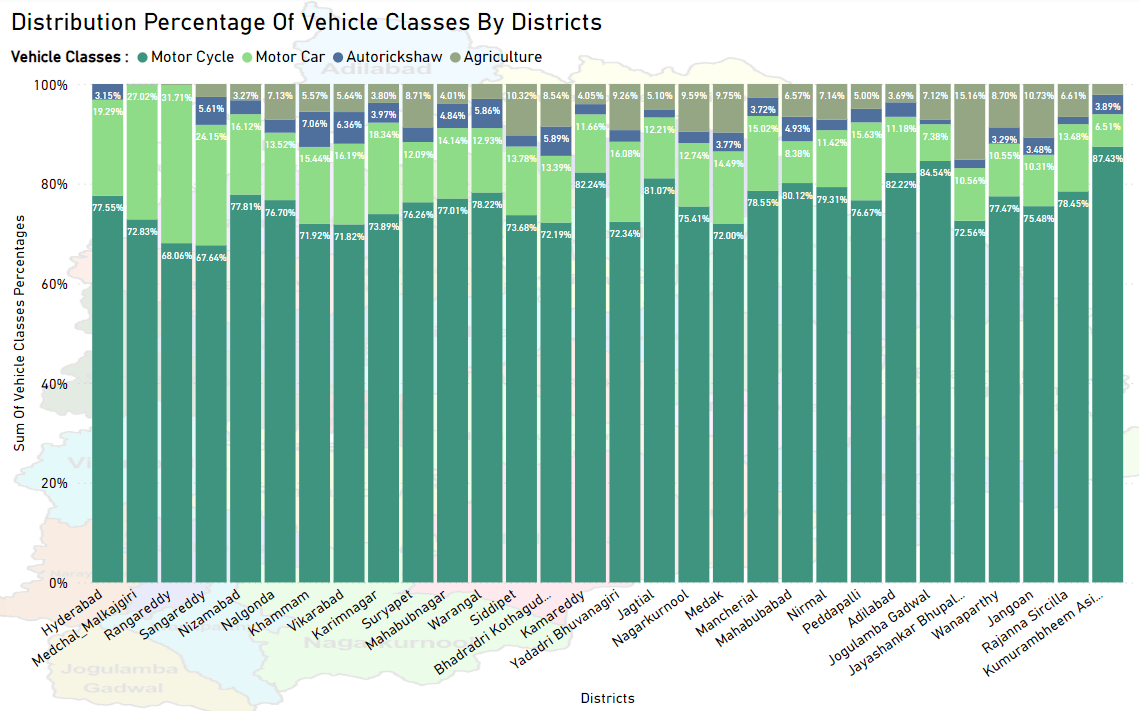 Distribution Percentage Of Vehicle Classes By Districts
Vehicle Classes : Motor Cycle Motor Car Autorickshaw Agriculture
Adilabad
Sum Of Vehicle Classes Percentages
100%
80%
60%
40%
20%
0%
3.15% 27.02% 31.71% 5.61% 3.27% 7.13% 5.57% 5.64% 3.80% 8.71% 4.01% 5.86% 10.32% 8.54% 4.05% 9.26% 5.10% 9.59% 9.75% 3.72% 6.57% 7.14% 5.00% 3.69% 7.12% 15.16% 8.70% 10.73% 6.61% 3.89%
19.29% 24.15% 16.12% 13.52% 7.06% 6.36% 3.97% 12.09% 4.84% 12.93% 13.78% 5.89% 11.66% 16.08% 12.21% 12.74% 3.77% 15.02% 4.93% 11.42% 15.63% 11.18% 7.38% 10.56% 3.29% 3.48% 13.48% 6.51%
15.44% 16.19% 18.34% 14.14% 13.39% 14.49% 8.38% 10.55% 10.31%
77.55% 72.83% 68.06% 67.64% 77.81% 76.70% 71.92% 71.82% 73.89% 76.26% 77.01% 78.22% 73.68% 72.19% 82.24% 72.34% 81.07% 75.41% 72.00% 78.55% 80.12% 79.31% 76.67% 82.22% 84.54% 72.56% 77.47% 75.48% 78.45% 87.43%
Hyderabad
Medchal_Malkajgiri
Rangareddy
Sangareddy
Nizamabad
Nalgonda
Khammam
Vikarabad
Karimnagar
Suryapet
Mahabubnagar
Warangal
Siddipet
Bhadradri Kothagud...
Kamareddy
Yadadri Bhuvanagiri
Jagtial
Nagarkurnool
Medak
Mancherial
Mahabubabad
Nirmal
Peddapalli
Adilabad
Jogulamba Gadwal
Jayashankar Bhupal...
Wanaparthy
Jangoan
Rajanna Sircilla
Kumurambheem Asi...
Nagarkurnool
Jogulamba
Gadwal
Districts